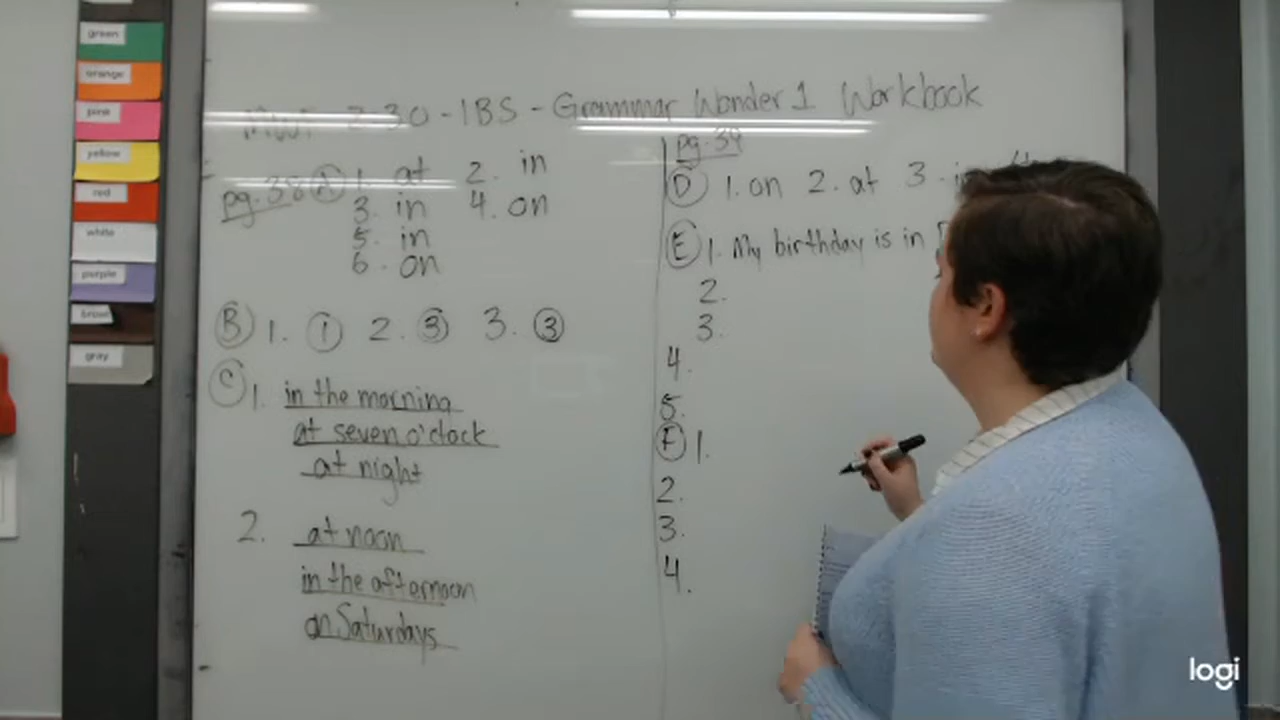 green
orange
pink
yellow
red
white
purple
brown
gray
2:30 - IBS - Grammar Wonder 1 Workbook
pg. 38 A 1. at 2. in
3. in 4. on
5. in
6. on
B 1. 1 2. 3 3. 3
C 1. in the morning
at seven o'clock
at night
2. at noon
in the afternoon
on Saturdays
pg. 39
D 1. on 2. at 3.
E 1. My birthday is in
2.
3.
4.
5.
F 1.
2.
3.
4.
logi